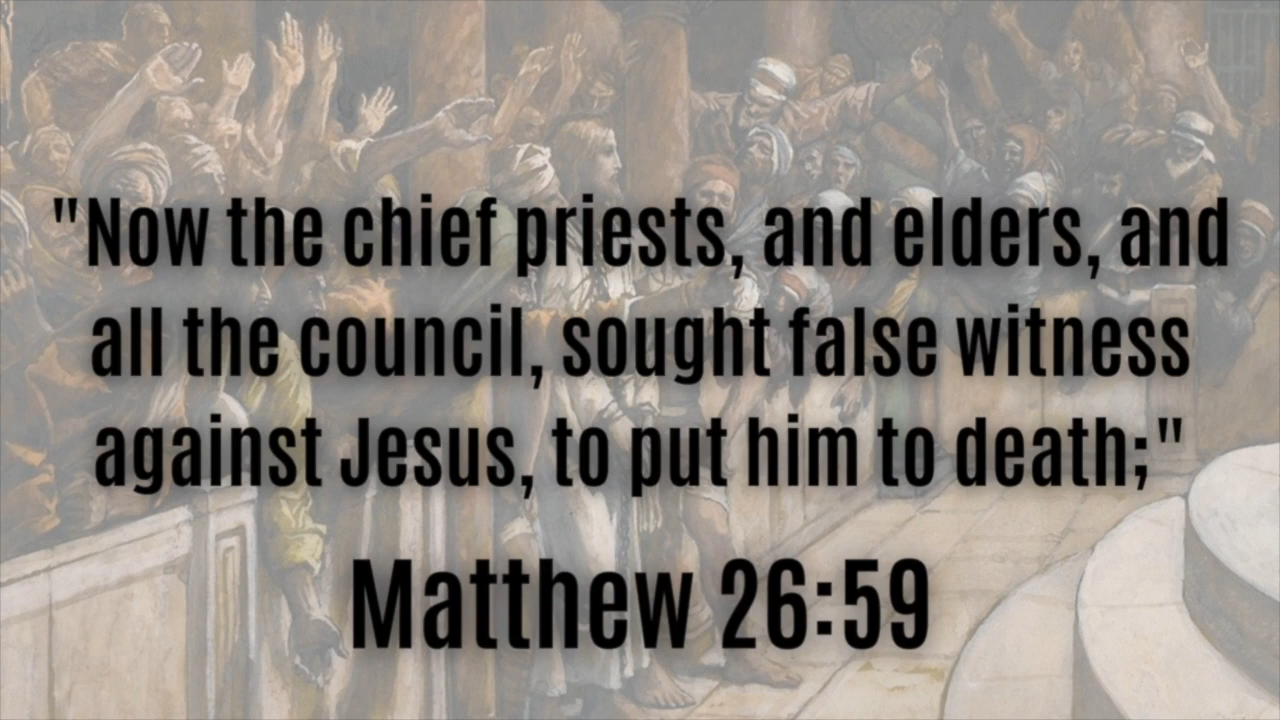 "Now the chief priests, and elders, and
all the council, sought false witness
against Jesus, to put him to death;"
Matthew 26:59